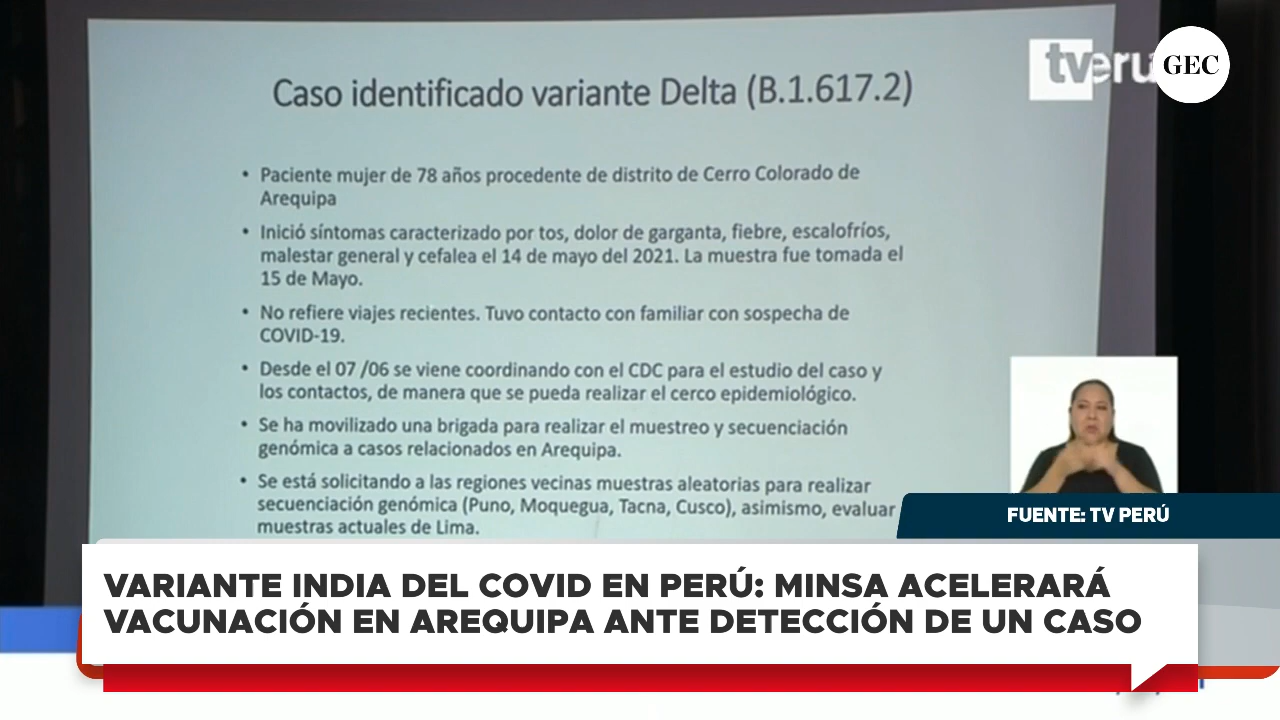 tvperú
GEC
Caso identificado variante Delta (B.1.617.2)
• Paciente mujer de 78 años procedente de distrito de Cerro Colorado de
Arequipa
• Inició síntomas caracterizado por tos, dolor de garganta, fiebre, escalofríos,
malestar general y cefalea el 14 de mayo del 2021. La muestra fue tomada el
15 de Mayo.
• No refiere viajes recientes. Tuvo contacto con familiar con sospecha de
COVID-19.
• Desde el 07 /06 se viene coordinando con el CDC para el estudio del caso y
los contactos, de manera que se pueda realizar el cerco epidemiológico.
• Se ha movilizado una brigada para realizar el muestreo y secuenciación
genómica a casos relacionados en Arequipa.
• Se está solicitando a las regiones vecinas muestras aleatorias para realizar
secuenciación genómica (Puno, Moquegua, Tacna, Cusco), asimismo, evaluar
muestras actuales de Lima.
FUENTE: TV PERÚ
VARIANTE INDIA DEL COVID EN PERÚ: MINSA ACELERARÁ
VACUNACIÓN EN AREQUIPA ANTE DETECCIÓN DE UN CASO